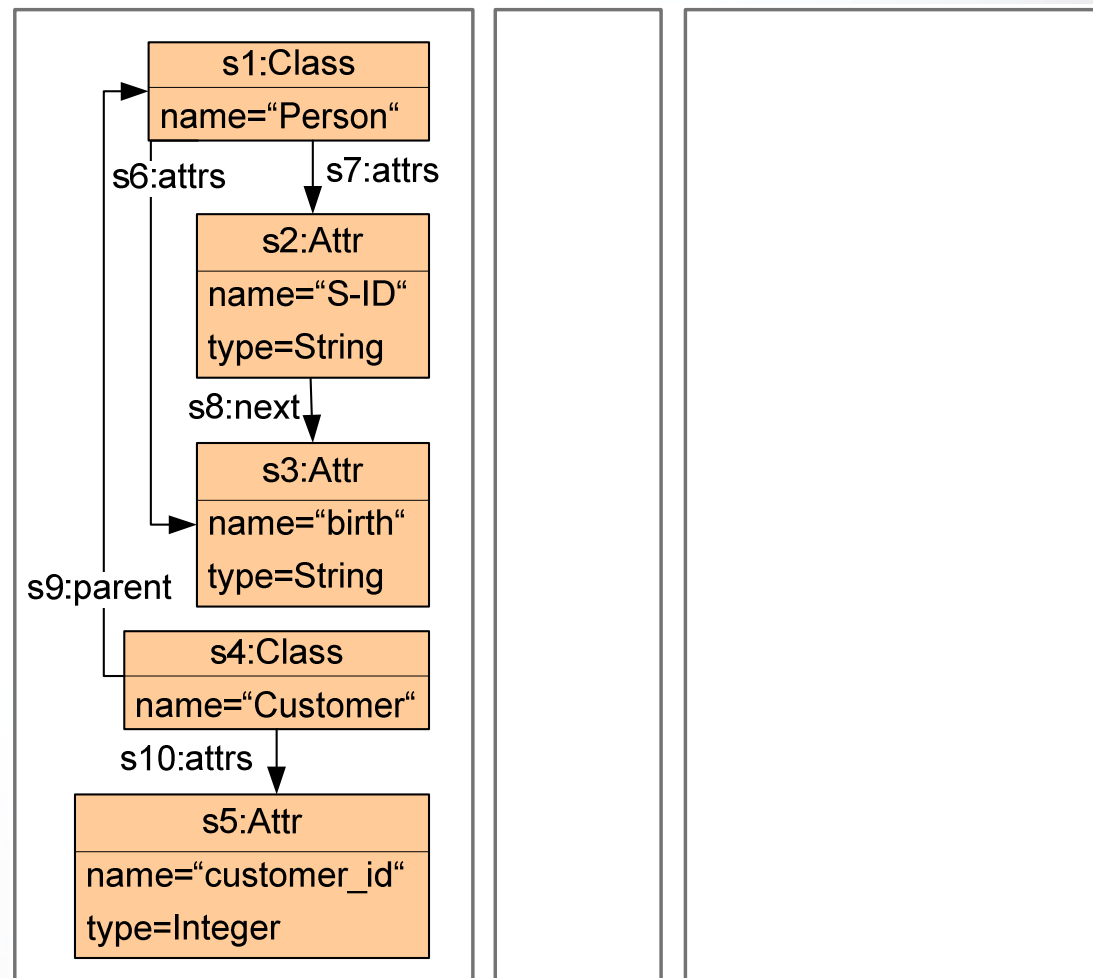 s1:Class
name=“Person“
s6:attrs
s7:attrs
s2:Attr
name=“S-ID“
type=String
s8:next
s3:Attr
name=“birth“
type=String
s9:parent
s4:Class
name=“Customer“
s10:attrs
s5:Attr
name=“customer_id“
type=Integer